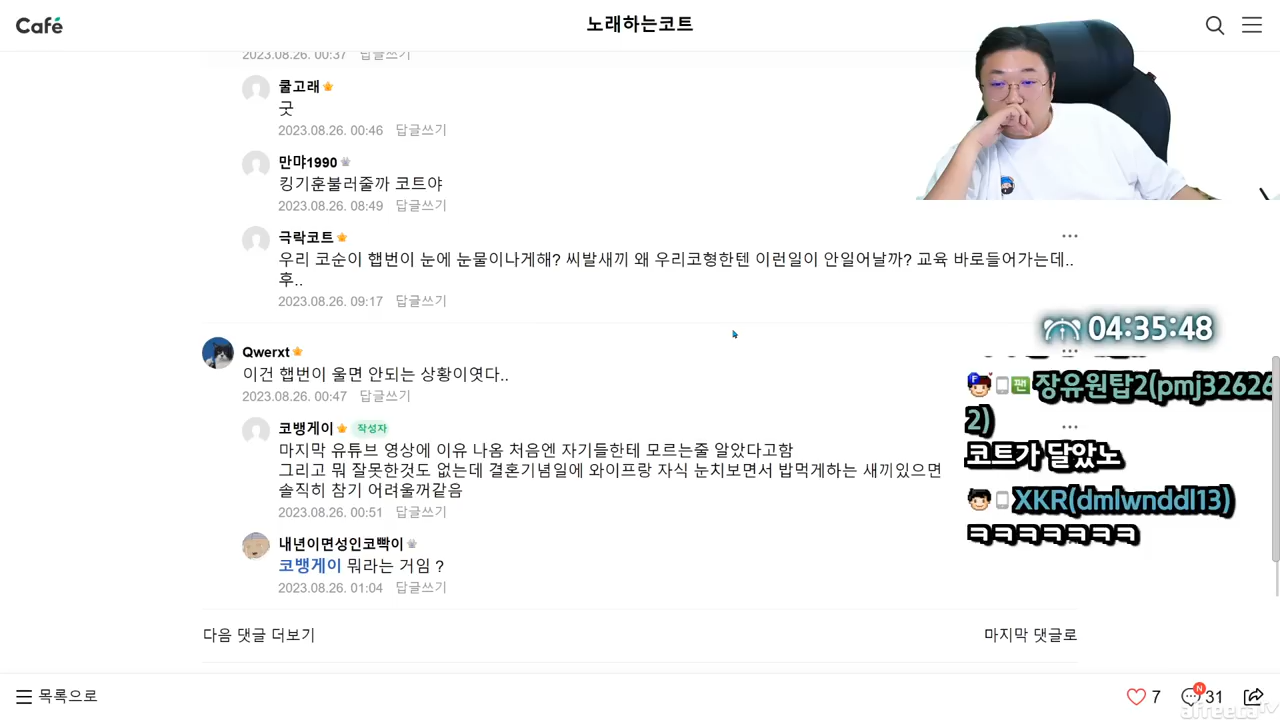 Café
노래하는코트
2023.08.26. 00:37 답글쓰기
쿨고래
굿
2023.08.26. 00:46 답글쓰기
만먀1990
킹기훈불러줄까 코트야
2023.08.26. 08:49 답글쓰기
극락코트
우리 코순이 햅번이 눈에 눈물이나게해? 씨발새끼 왜 우리코형한텐 이런일이 안일어날까? 교육 바로들어가는데..
후..
2023.08.26. 09:17 답글쓰기
04:35:48
Qwerxt
이건 햅번이 울면 안되는 상황이엿다..
2023.08.26. 00:47 답글쓰기
코뱅게이 작성자
마지막 유튜브 영상에 이유 나옴 처음엔 자기들한테 모르는줄 알았다고함
그리고 뭐 잘못한것도 없는데 결혼기념일에 와이프랑 자식 눈치보면서 밥먹게하는 새끼있으면
솔직히 참기 어려울꺼같음
2023.08.26. 00:51 답글쓰기
내년이면성인코빡이
코뱅게이 뭐라는 거임 ?
2023.08.26. 01:04 답글쓰기
팬 장유원탑2(pmj32626
2)
코트가 달았노
XKR(dmlwnddl13)
ㅋㅋㅋㅋㅋㅋㅋ
다음 댓글 더보기
마지막 댓글로
목록으로
7
N
31
afreecaTV